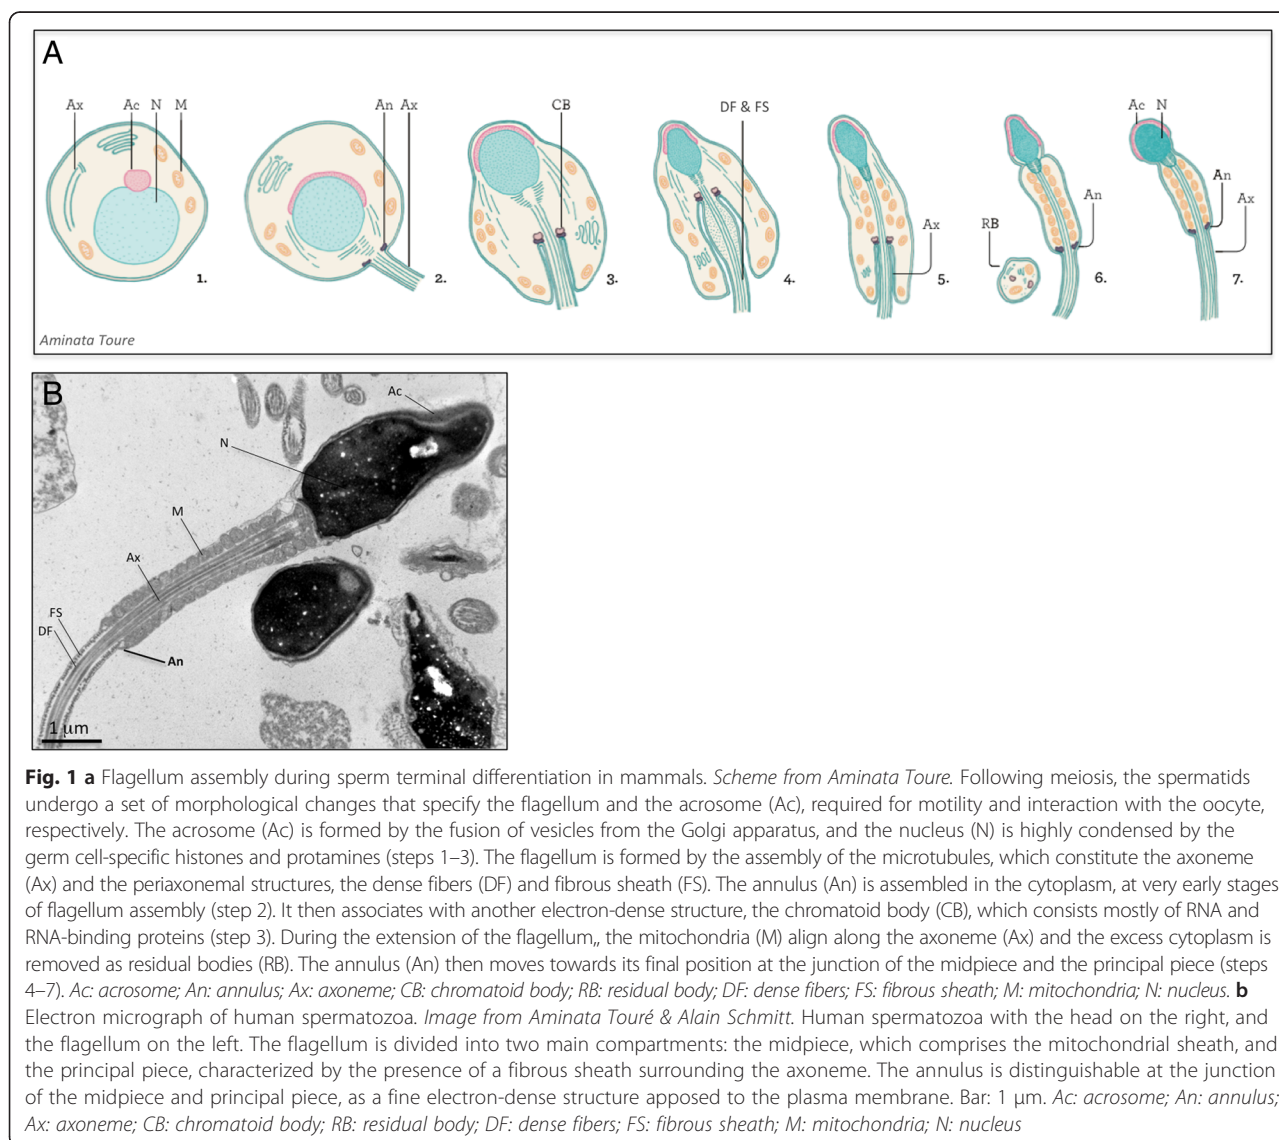 A
Ax Ac N M An Ax CB DF & FS Ac N
An
Ax
RB An
Ax
1. 2. 3. 4. 5. 6. 7.
Aminata Toure
B
Ac
N
M
Ax
FS
DF
An
1 µm
Fig. 1 a Flagellum assembly during sperm terminal differentiation in mammals. Scheme from Aminata Toure. Following meiosis, the spermatids
undergo a set of morphological changes that specify the flagellum and the acrosome (Ac), required for motility and interaction with the oocyte,
respectively. The acrosome (Ac) is formed by the fusion of vesicles from the Golgi apparatus, and the nucleus (N) is highly condensed by the
germ cell-specific histones and protamines (steps 1–3). The flagellum is formed by the assembly of the microtubules, which constitute the axoneme
(Ax) and the periaxonemal structures, the dense fibers (DF) and fibrous sheath (FS). The annulus (An) is assembled in the cytoplasm, at very early stages
of flagellum assembly (step 2). It then associates with another electron-dense structure, the chromatoid body (CB), which consists mostly of RNA and
RNA-binding proteins (step 3). During the extension of the flagellum,, the mitochondria (M) align along the axoneme (Ax) and the excess cytoplasm is
removed as residual bodies (RB). The annulus (An) then moves towards its final position at the junction of the midpiece and the principal piece (steps
4–7). Ac: acrosome; An: annulus; Ax: axoneme; CB: chromatoid body; RB: residual body; DF: dense fibers; FS: fibrous sheath; M: mitochondria; N: nucleus. b
Electron micrograph of human spermatozoa. Image from Aminata Touré & Alain Schmitt. Human spermatozoa with the head on the right, and
the flagellum on the left. The flagellum is divided into two main compartments: the midpiece, which comprises the mitochondrial sheath, and
the principal piece, characterized by the presence of a fibrous sheath surrounding the axoneme. The annulus is distinguishable at the junction
of the midpiece and principal piece, as a fine electron-dense structure apposed to the plasma membrane. Bar: 1 µm. Ac: acrosome; An: annulus;
Ax: axoneme; CB: chromatoid body; RB: residual body; DF: dense fibers; FS: fibrous sheath; M: mitochondria; N: nucleus